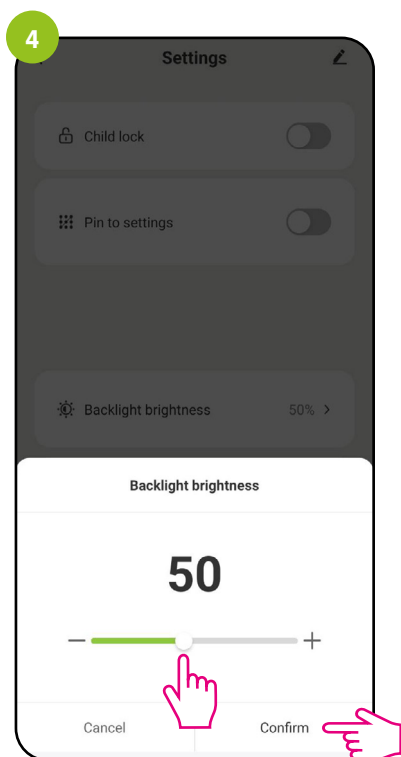 4
Settings
Child lock
Pin to settings
Backlight brightness 50% >
Backlight brightness
50
− +
Cancel Confirm